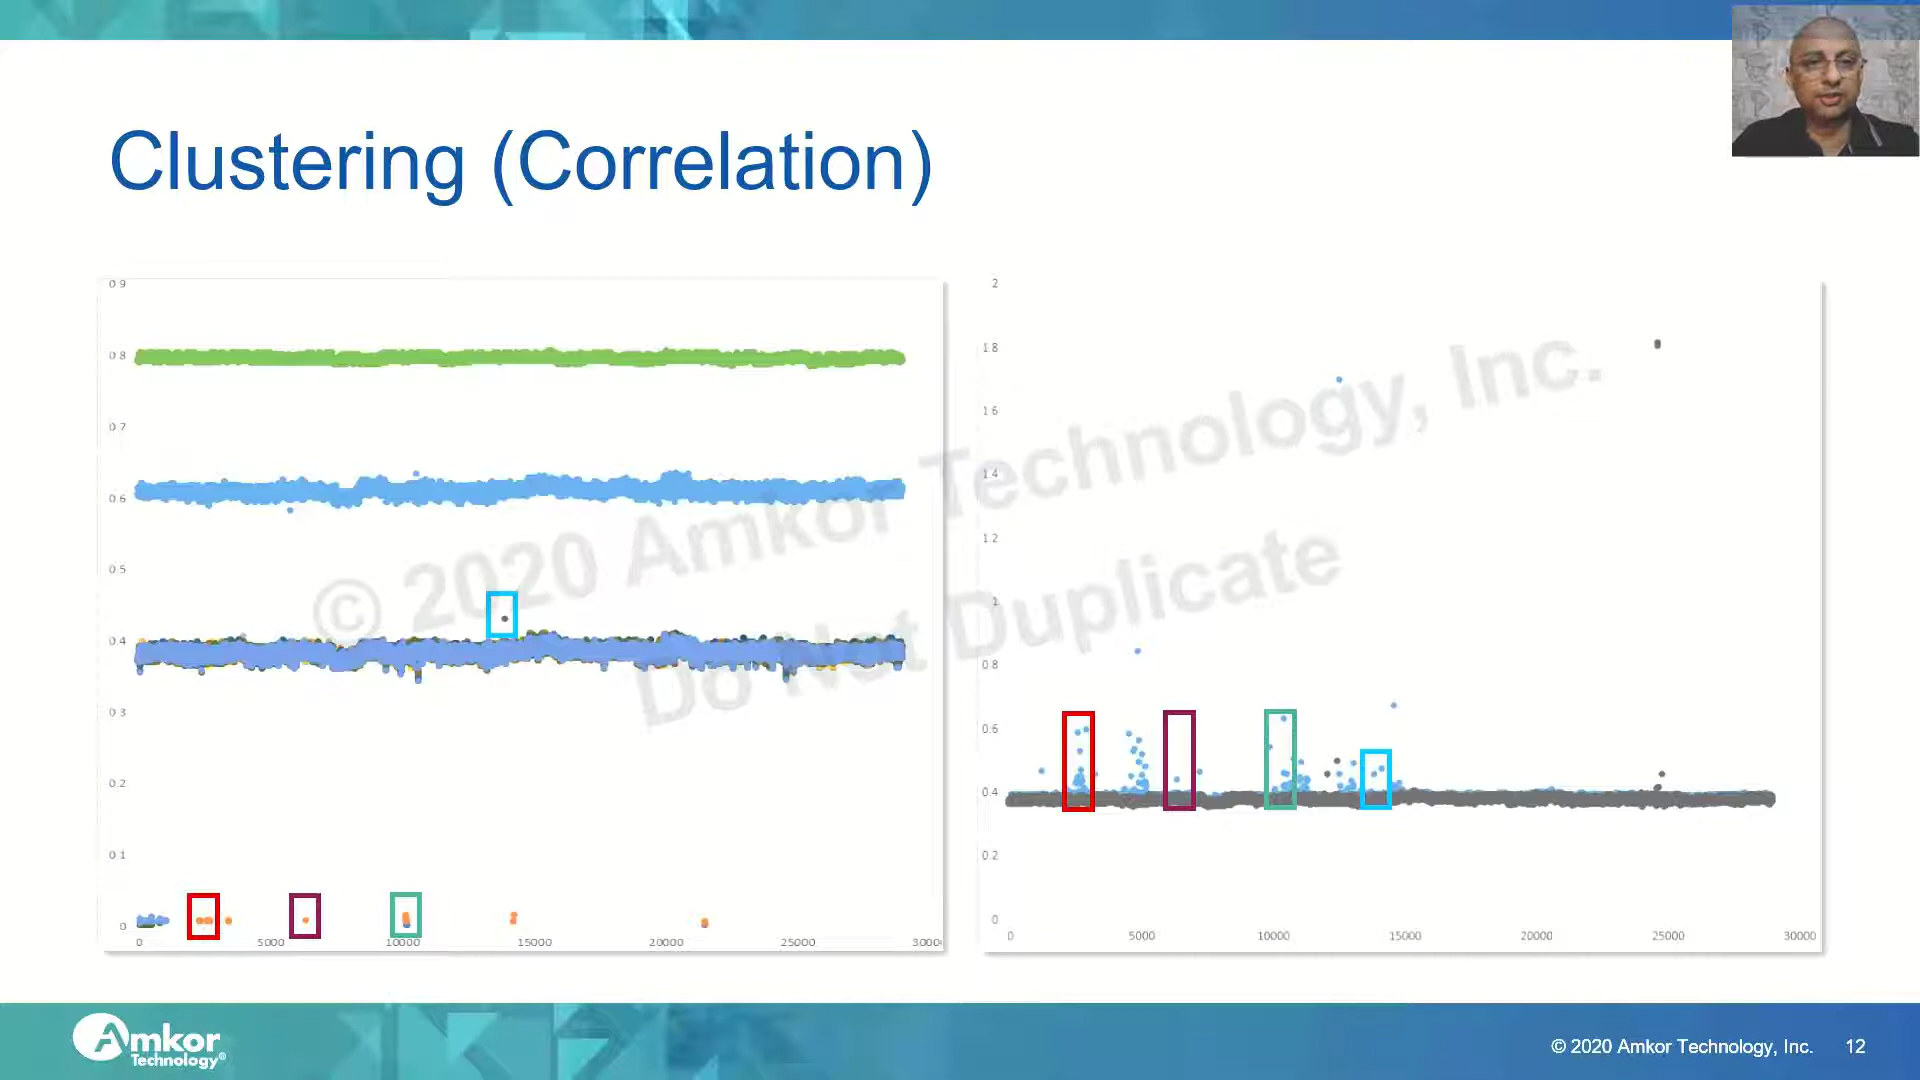 Clustering (Correlation)
0 9
0 8
0 7
0 6
0 5
0 4
0 3
0 2
0 1
0
0 5000 10000 15000 20000 25000 3000
2
1 8
1 6
1 4
1 2
1
0 8
0 6
0 4
0 2
0
0 5000 10000 15000 20000 25000 30000
© 2020 Amkor Technology, Inc.
Do Not Duplicate
Amkor
Technology®
© 2020 Amkor Technology, Inc. 12